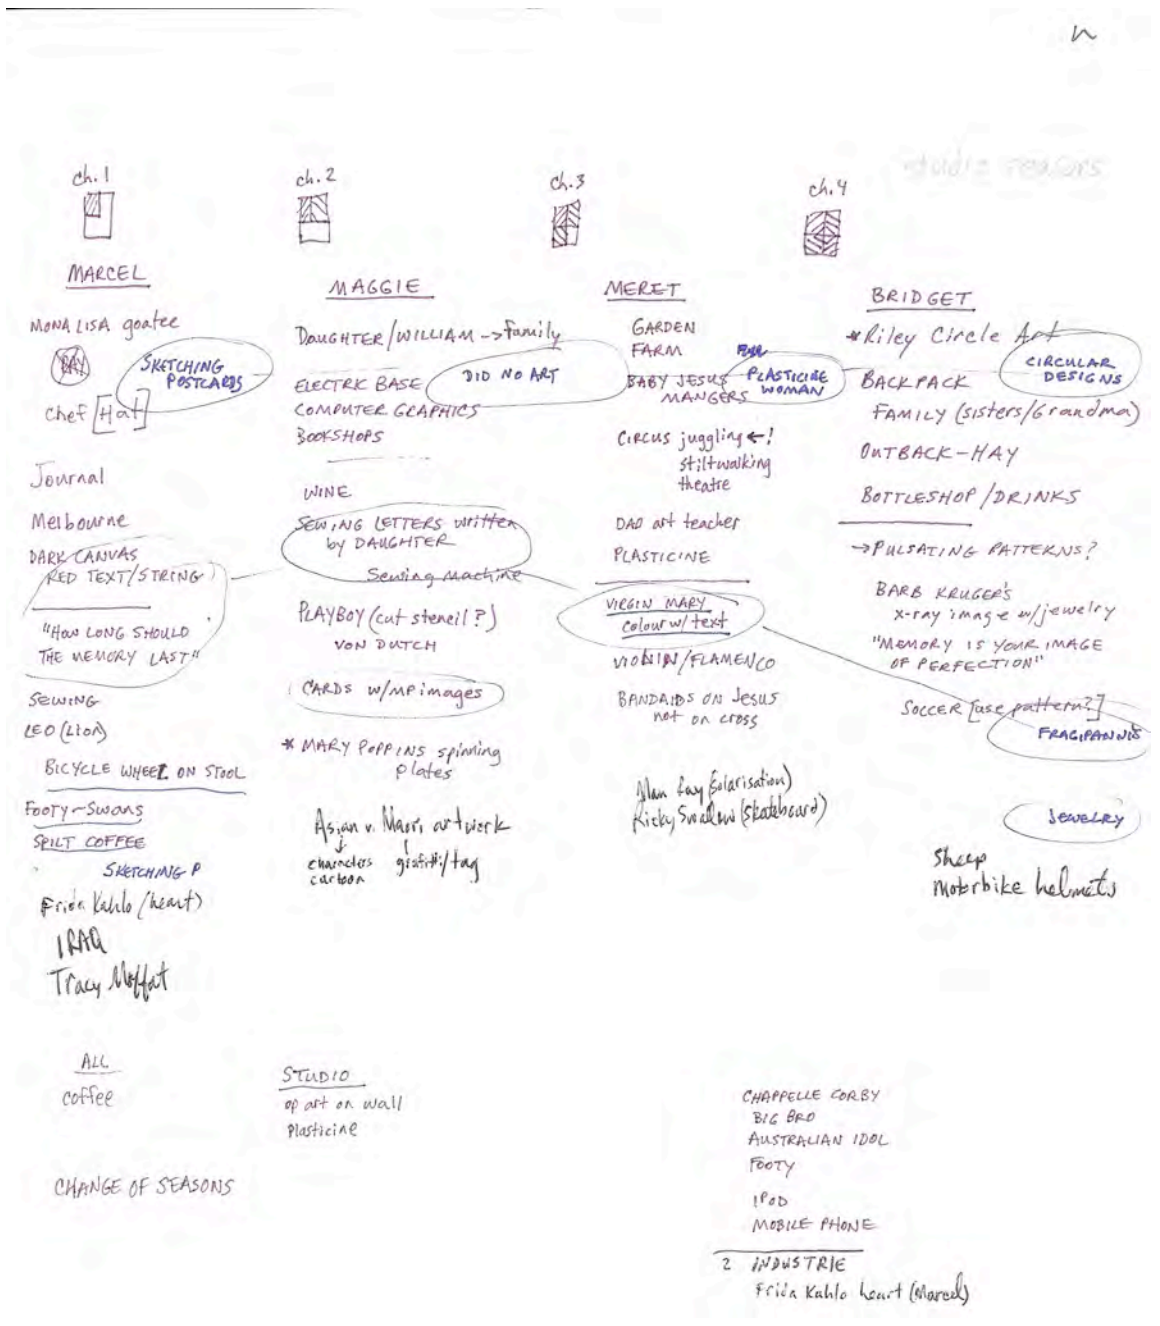 studio seasons
ch. 1
MARCEL
MONA LISA goatee
SKETCHING
POSTCARDS
chef [Hat]
Journal
Melbourne
DARK CANVAS
RED TEXT/STRING
"HOW LONG SHOULD
THE MEMORY LAST"
SEWING
LEO (LION)
BICYCLE WHEEL ON STOOL
FOOTY-SWANS
SPILT COFFEE
SKETCHING P
Frida Kahlo (heart)
IRAQ
Tracy Moffat
ch. 2
MAGGIE
DAUGHTER/WILLIAM -> family
ELECTRIC BASE
DID NO ART
COMPUTER GRAPHICS
BOOKSHOPS
WINE
SEWING LETTERS written
by DAUGHTER
Sewing machine
PLAYBOY (cut stencil?)
VON DUTCH
CARDS w/MP images
* MARY POPPINS spinning
plates
Asian v. Maori artwork
characters
cartoon
grafitti/tag
ch. 3
MERET
GARDEN
FARM
BABY JESUS
MANGERS
PLASTICINE
WOMAN
CIRCUS juggling ← !
stiltwalking
theatre
DAD art teacher
PLASTICINE
VIRGIN MARY
colour w/ text
VIOLIN/FLAMENCO
BANDAIDS ON JESUS
not on cross
Man Ray (Solarisation)
Ricky Swallow (skateboard)
ch. 4
BRIDGET
*Riley Circle Art
CIRCULAR
DESIGNS
BACKPACK
FAMILY (sisters/Grandma)
OUTBACK-HAY
BOTTLESHOP/DRINKS
→PULSATING PATTERNS?
BARB KRUGER'S
x-ray image w/jewelry
"MEMORY IS YOUR IMAGE
OF PERFECTION"
SOCCER [use pattern?]
FRAGIPANNIS
JEWELRY
Sheep
Motorbike helmets
ALL
coffee
CHANGE OF SEASONS
STUDIO
op art on wall
plasticine
CHAPPELLE CORBY
BIG BRO
AUSTRALIAN IDOL
FOOTY
IPOD
MOBILE PHONE
2 INDUSTRIE
Frida Kahlo heart (Marcel)